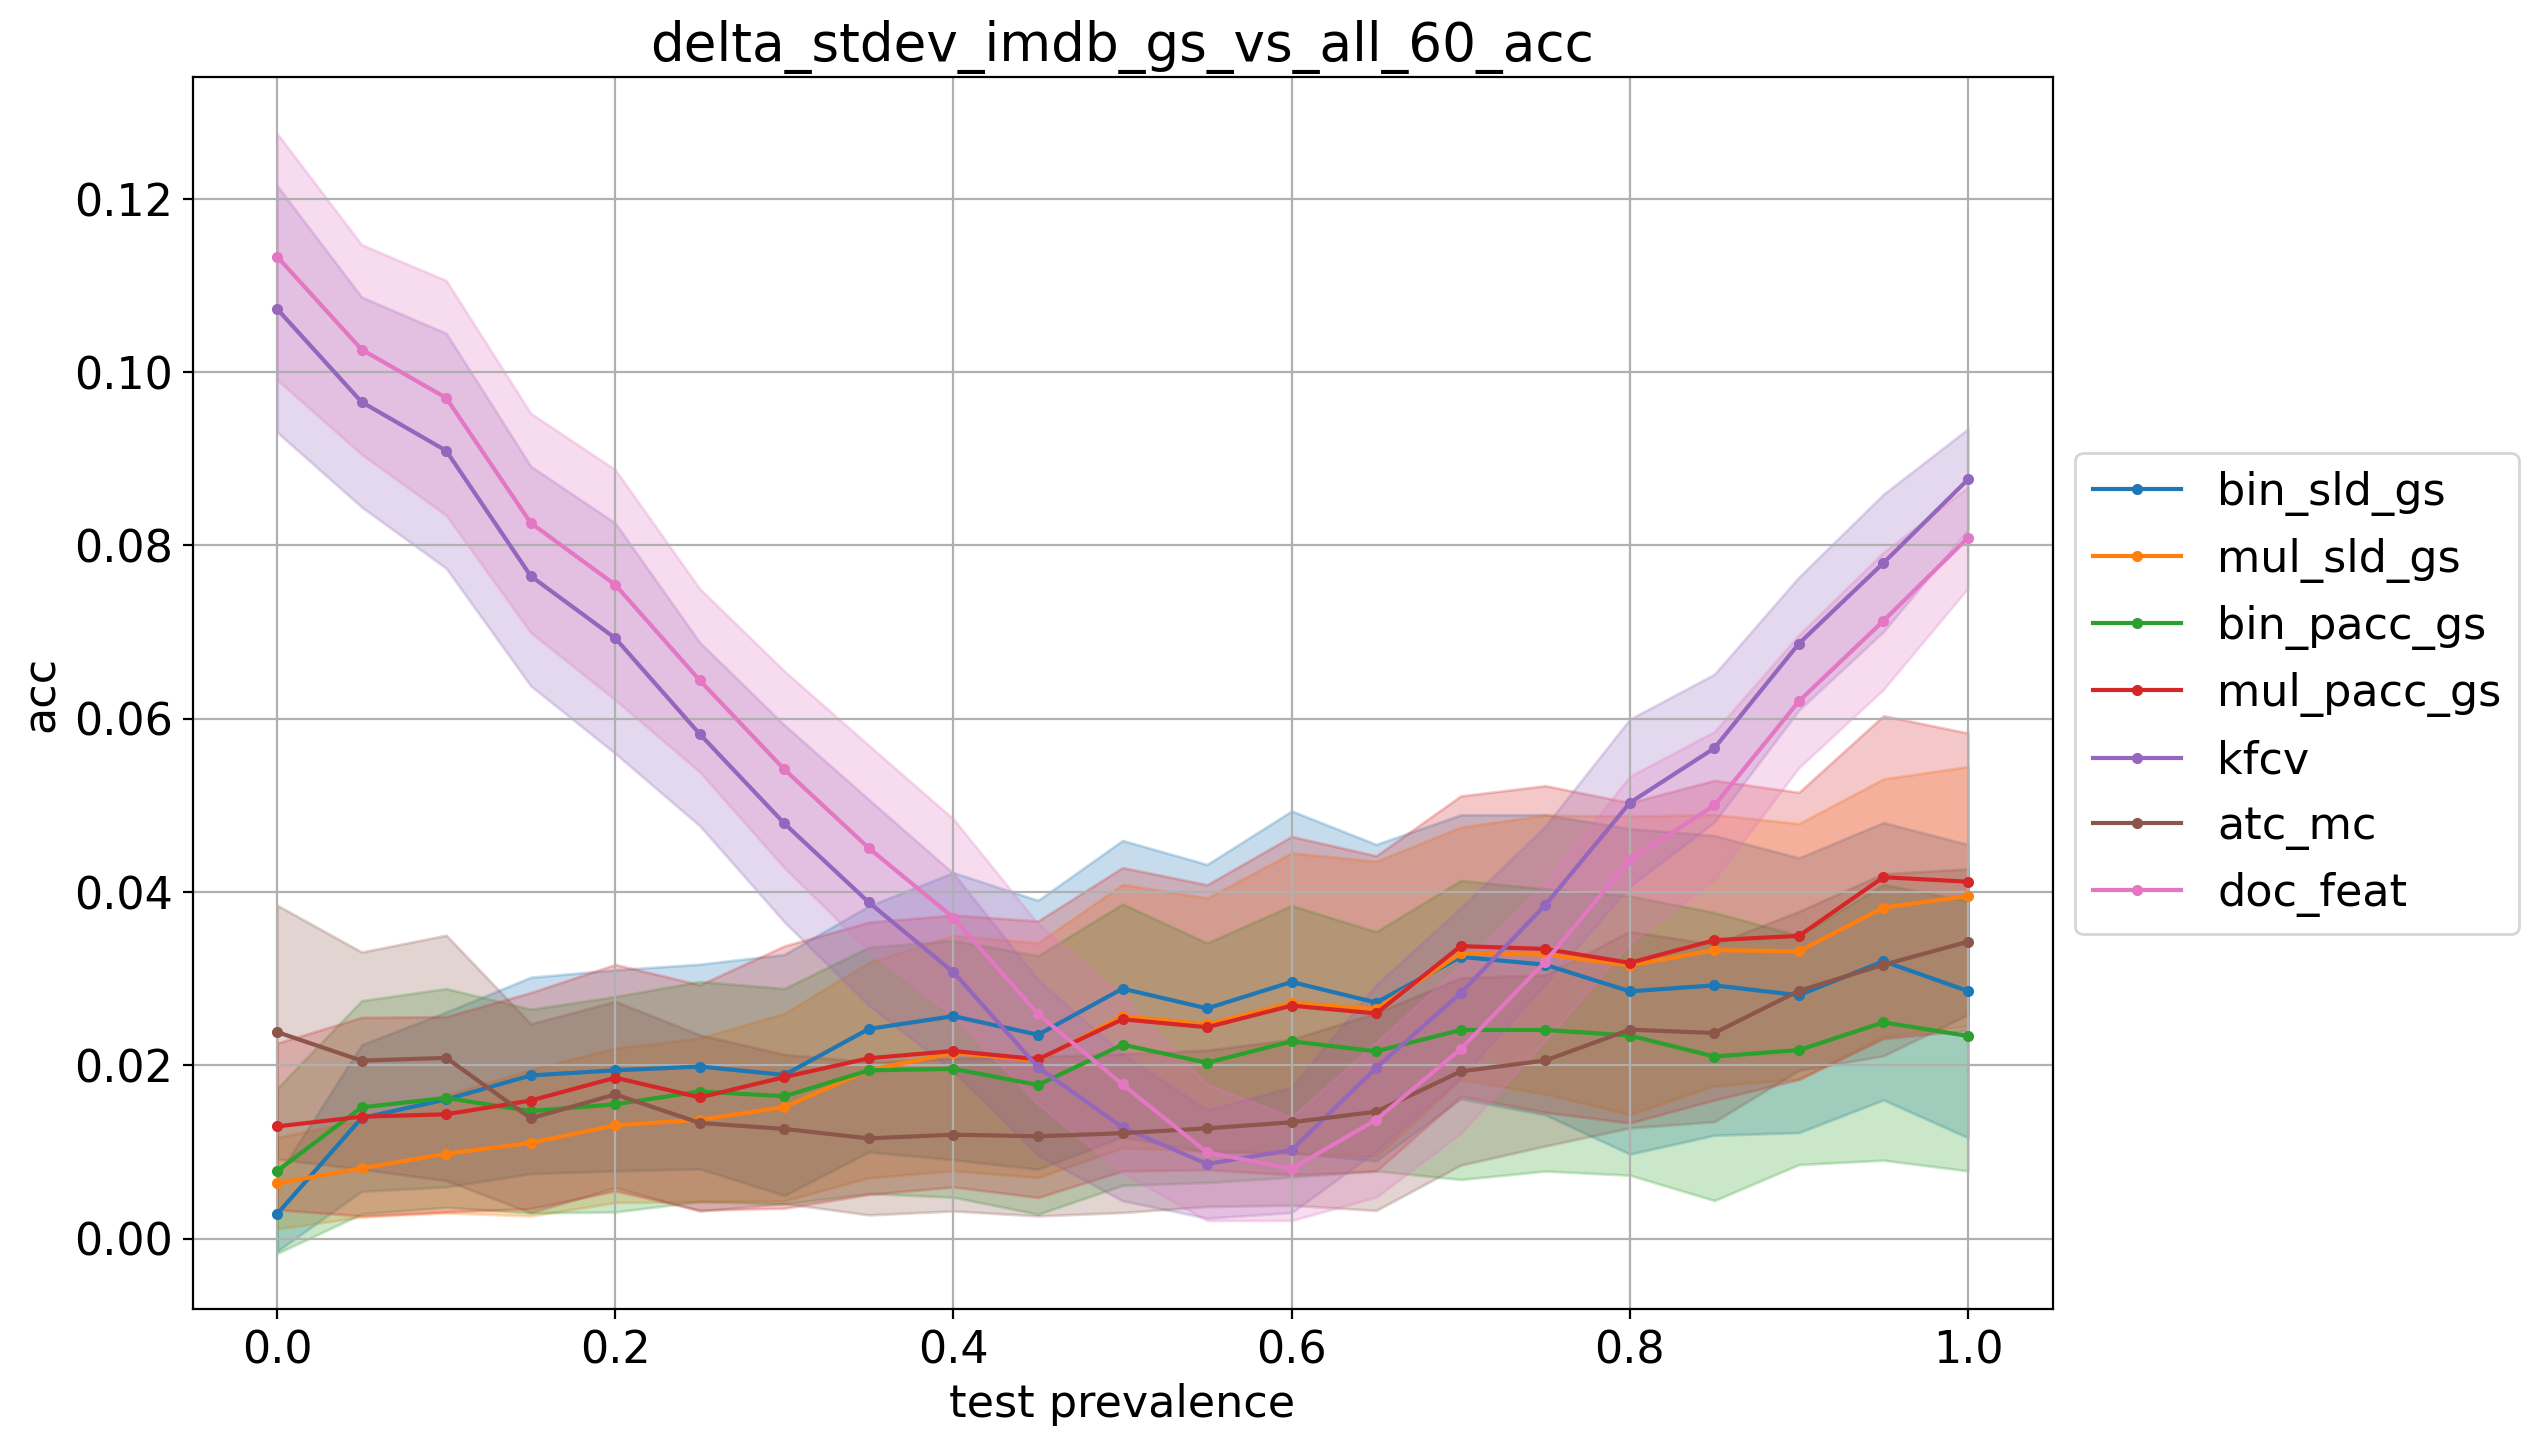 delta_stdev_imdb_gs_vs_all_60_acc
acc
0.12
0.10
0.08
0.06
0.04
0.02
0.00
0.0 0.2 0.4 0.6 0.8 1.0
test prevalence
bin_sld_gs
mul_sld_gs
bin_pacc_gs
mul_pacc_gs
kfcv
atc_mc
doc_feat